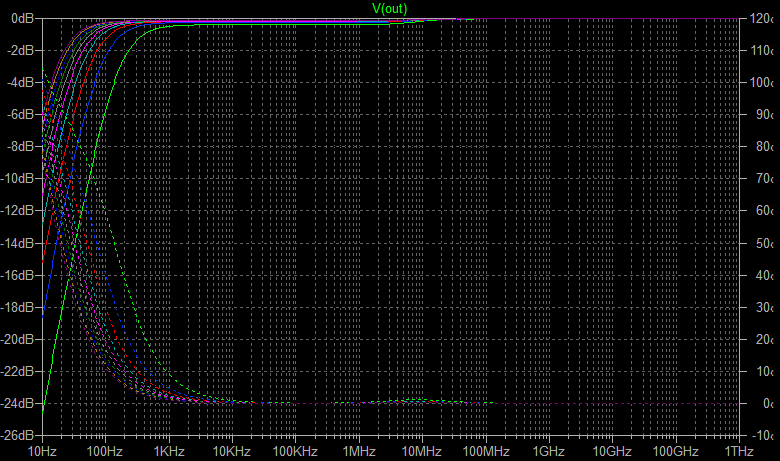 V(out)
0dB
-2dB
-4dB
-6dB
-8dB
-10dB
-12dB
-14dB
-16dB
-18dB
-20dB
-22dB
-24dB
-26dB
120
110
100
90
80
70
60
50
40
30
20
10
0
-10
10Hz 100Hz 1KHz 10KHz 100KHz 1MHz 10MHz 100MHz 1GHz 10GHz 100GHz 1THz